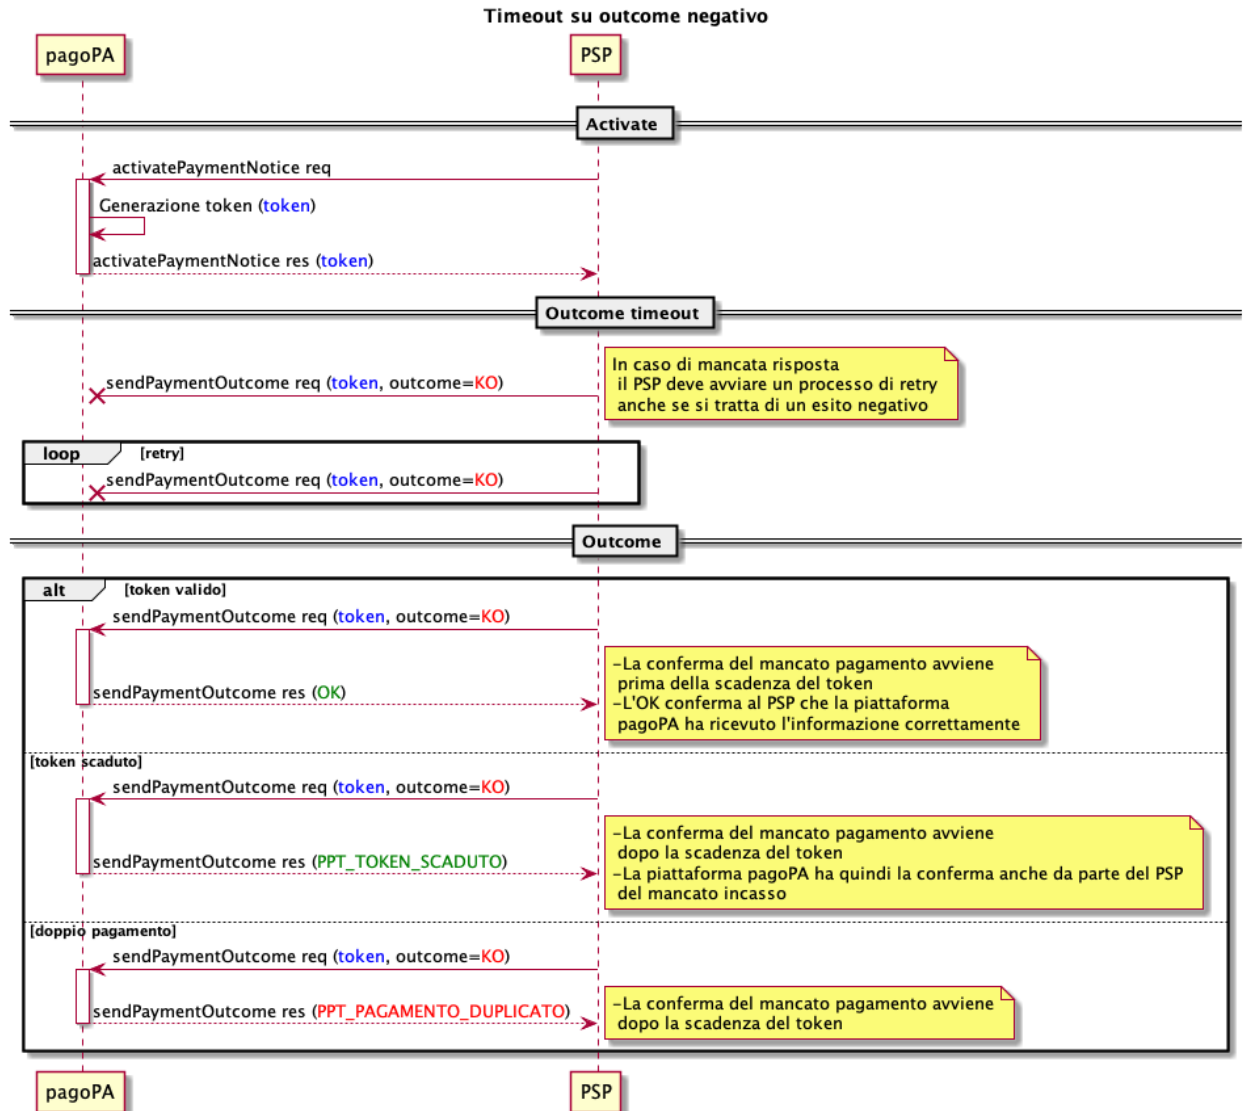 Timeout su outcome negativo
pagoPA
PSP
Activate
activatePaymentNotice req
Generazione token (token)
activatePaymentNotice res (token)
Outcome timeout
sendPaymentOutcome req (token, outcome=KO)
In caso di mancata risposta
il PSP deve avviare un processo di retry
anche se si tratta di un esito negativo
loop
[retry]
sendPaymentOutcome req (token, outcome=KO)
Outcome
alt
[token valido]
sendPaymentOutcome req (token, outcome=KO)
sendPaymentOutcome res (OK)
-La conferma del mancato pagamento avviene
prima della scadenza del token
-L'OK conferma al PSP che la piattaforma
pagoPA ha ricevuto l'informazione correttamente
[token scaduto]
sendPaymentOutcome req (token, outcome=KO)
sendPaymentOutcome res (PPT_TOKEN_SCADUTO)
-La conferma del mancato pagamento avviene
dopo la scadenza del token
-La piattaforma pagoPA ha quindi la conferma anche da parte del PSP
del mancato incasso
[doppio pagamento]
sendPaymentOutcome req (token, outcome=KO)
sendPaymentOutcome res (PPT_PAGAMENTO_DUPLICATO)
-La conferma del mancato pagamento avviene
dopo la scadenza del token
pagoPA
PSP